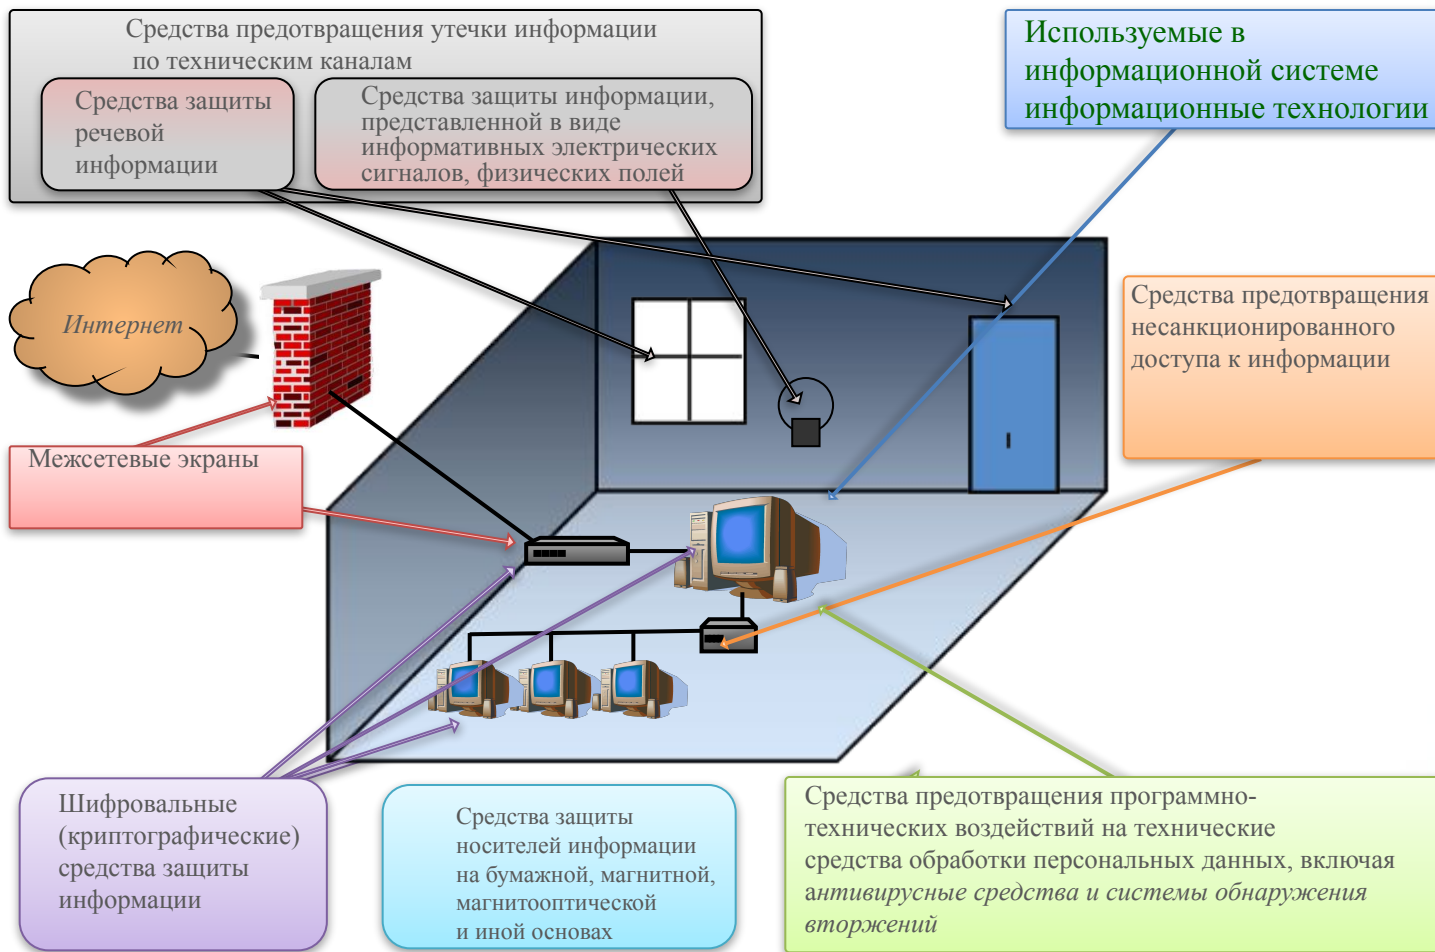 Средства предотвращения утечки информации
по техническим каналам
Средства защиты
речевой
информации
Средства защиты информации,
представленной в виде
информативных электрических
сигналов, физических полей
Используемые в
информационной системе
информационные технологии
Интернет
Средства предотвращения
несанкционированного
доступа к информации
Межсетевые экраны
Шифровальные
(криптографические)
средства защиты
информации
Средства защиты
носителей информации
на бумажной, магнитной,
магнитооптической
и иной основах
Средства предотвращения программно-
технических воздействий на технические
средства обработки персональных данных, включая
антивирусные средства и системы обнаружения
вторжений